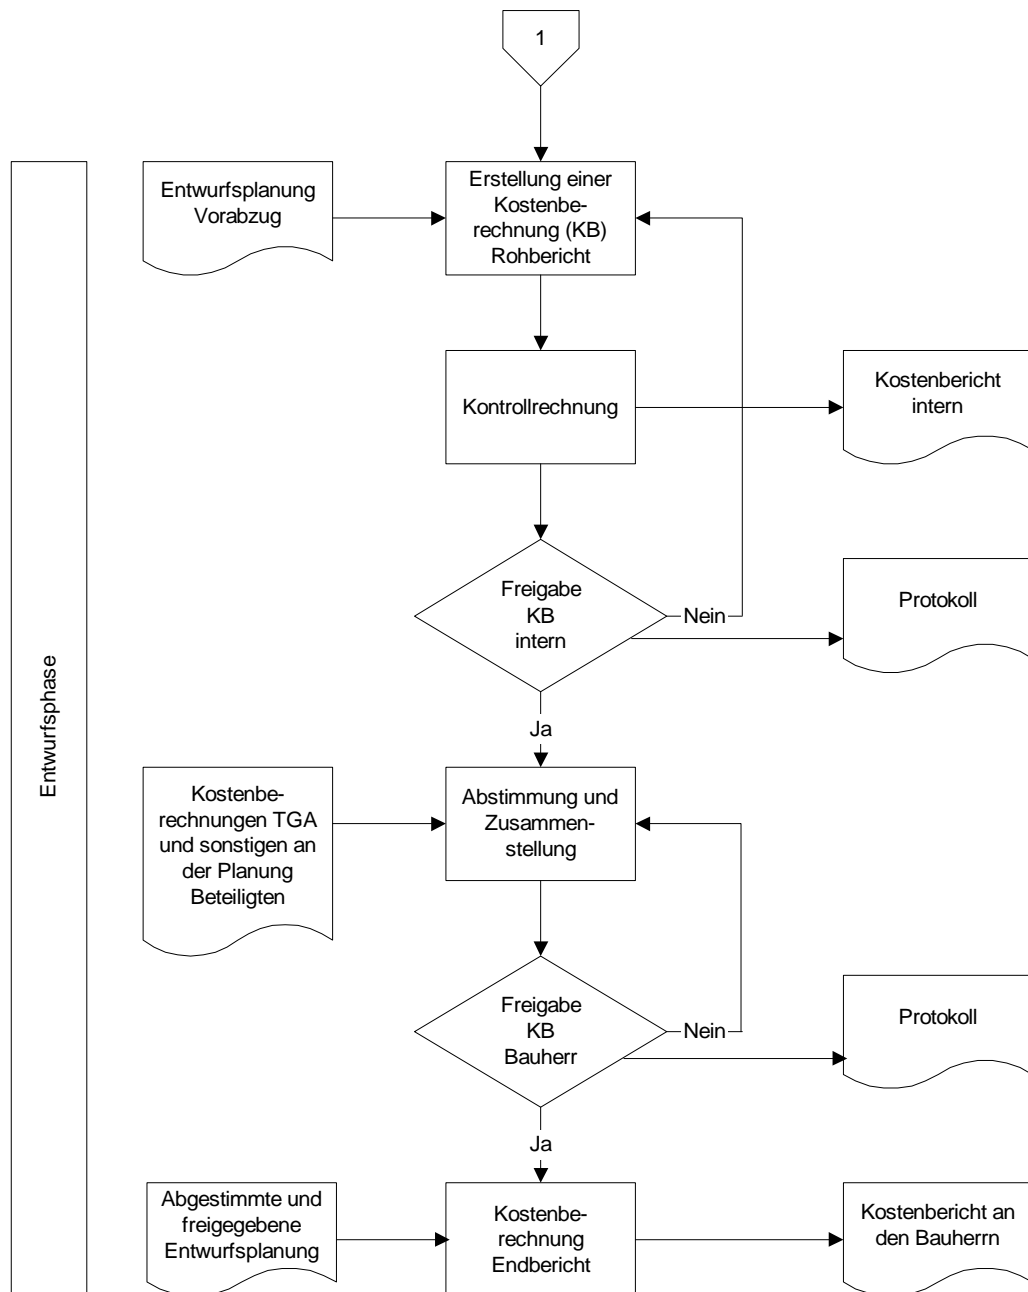 1
Entwurfsphase
Entwurfsplanung
Vorabzug
Erstellung einer
Kostenbe-
rechnung (KB)
Rohbericht
Kontrollrechnung
Kostenbericht
intern
Freigabe
KB
intern
Nein
Protokoll
Ja
Kostenbe-
rechnungen TGA
und sonstigen an
der Planung
Beteiligten
Abstimmung und
Zusammen-
stellung
Freigabe
KB
Bauherr
Nein
Protokoll
Ja
Abgestimmte und
freigegebene
Entwurfsplanung
Kostenbe-
rechnung
Endbericht
Kostenbericht an
den Bauherrn